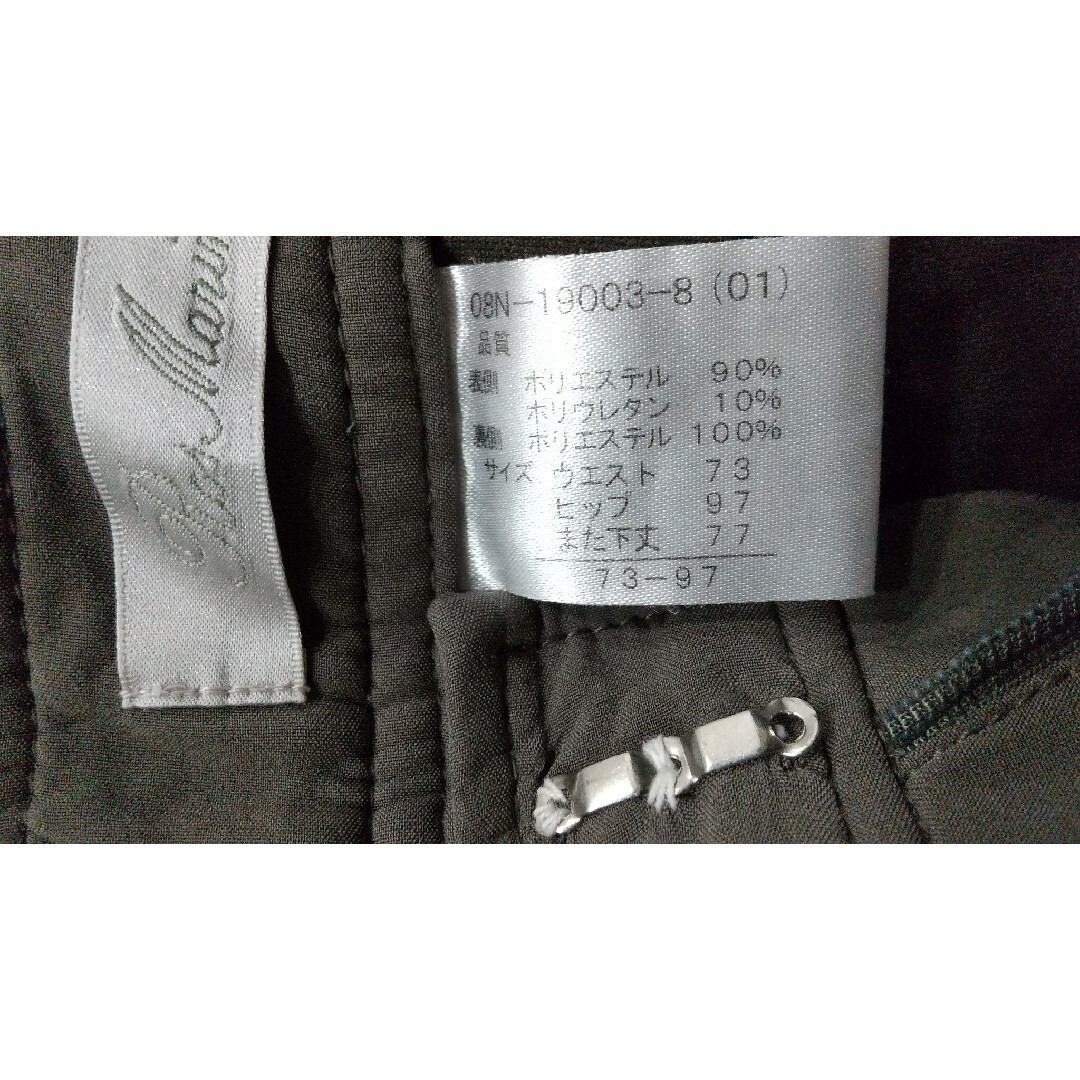 08N-19003-8 (01)
品質
表側 ポリエステル 90%
ポリウレタン 10%
裏側 ポリエステル 100%
サイズ ウエスト 73
ヒップ 97
また下丈 77
73-97